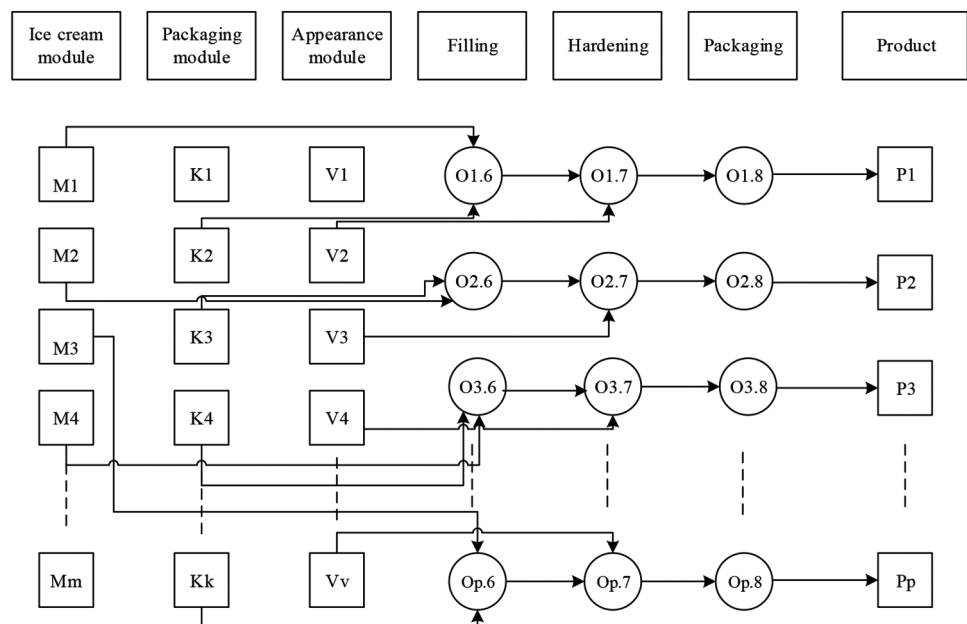 Ice cream
module
Packaging
module
Appearance
module
Filling
Hardening
Packaging
Product
M1
K1
V1
O1.6
O1.7
O1.8
P1
M2
K2
V2
O2.6
O2.7
O2.8
P2
M3
K3
V3
O3.6
O3.7
O3.8
P3
M4
K4
V4
Mm
Kk
Vv
Op.6
Op.7
Op.8
Pp